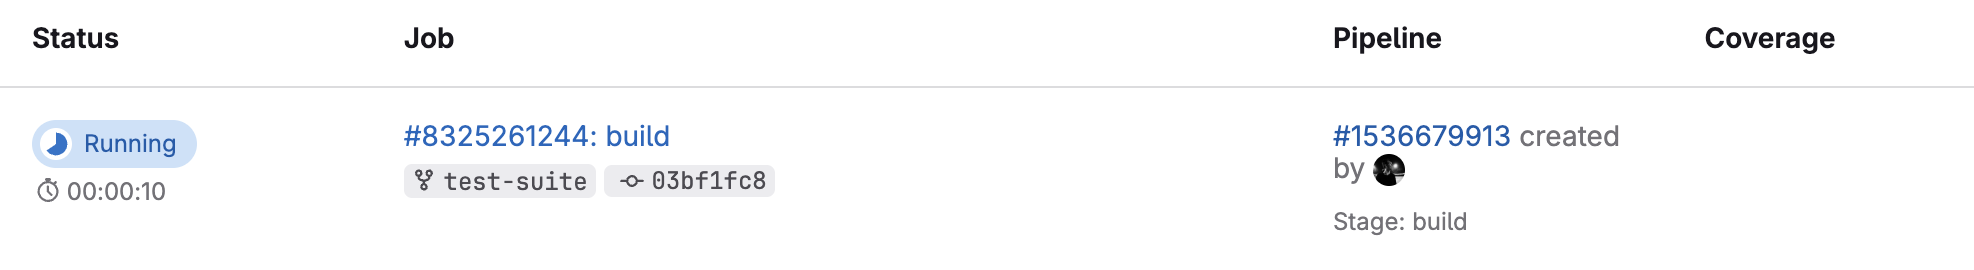 Status Job Pipeline Coverage
Running #8325261244: build #1536679913 created
00:00:10 test-suite 03bf1fc8 by
Stage: build